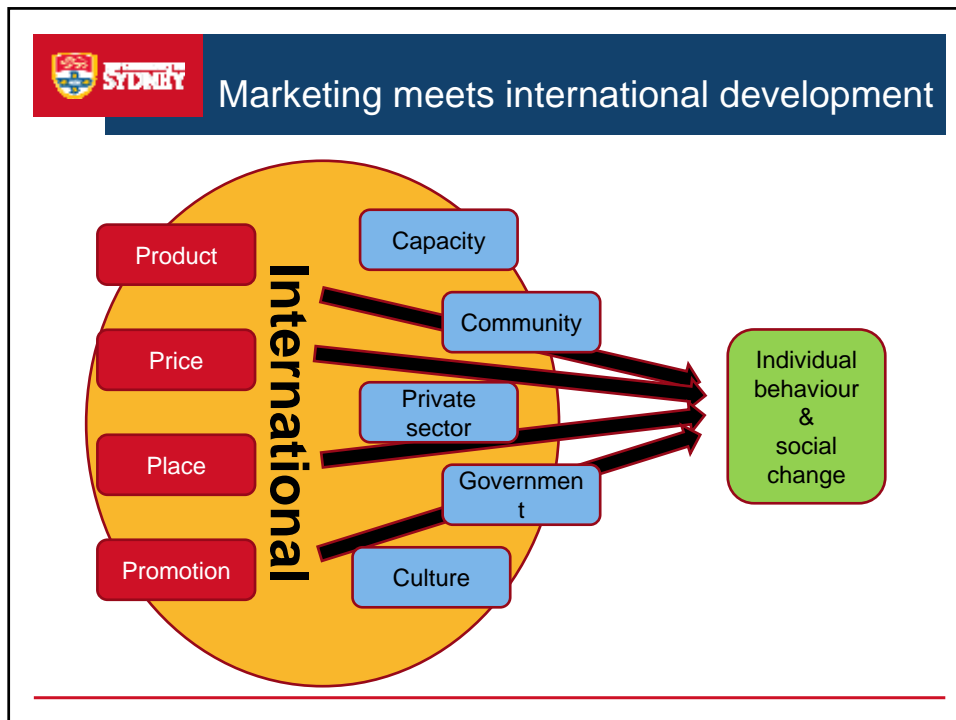 SYDNEY
Marketing meets international development
Product
Price
Place
Promotion
International
Capacity
Community
Private
sector
Governmen
t
Culture
Individual
behaviour
&
social
change